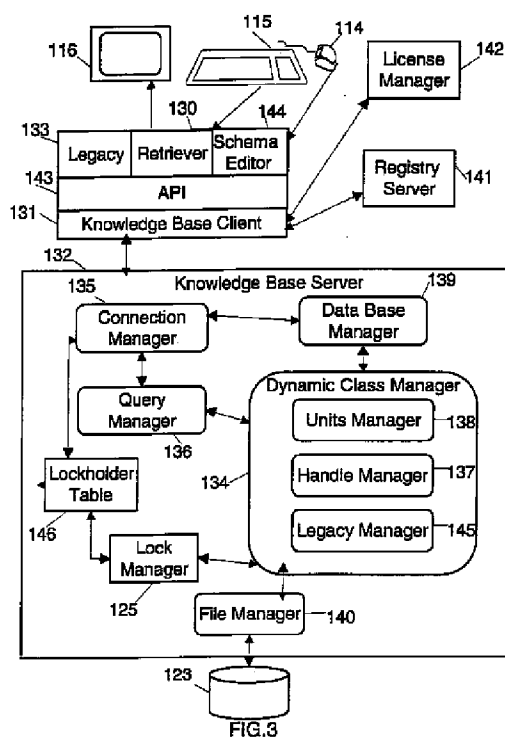 115
114
116
License
Manager
142
130
144
133
Legacy
Retriever
Schema
Editor
143
API
Registry
Server
141
131
Knowledge Base Client
132
Knowledge Base Server
135
139
Connection
Manager
Data Base
Manager
Dynamic Class Manager
Query
Manager
136
Units Manager
138
134
Handle Manager
137
Lockholder
Table
146
Legacy Manager
145
Lock
Manager
125
File Manager
140
123
FIG.3